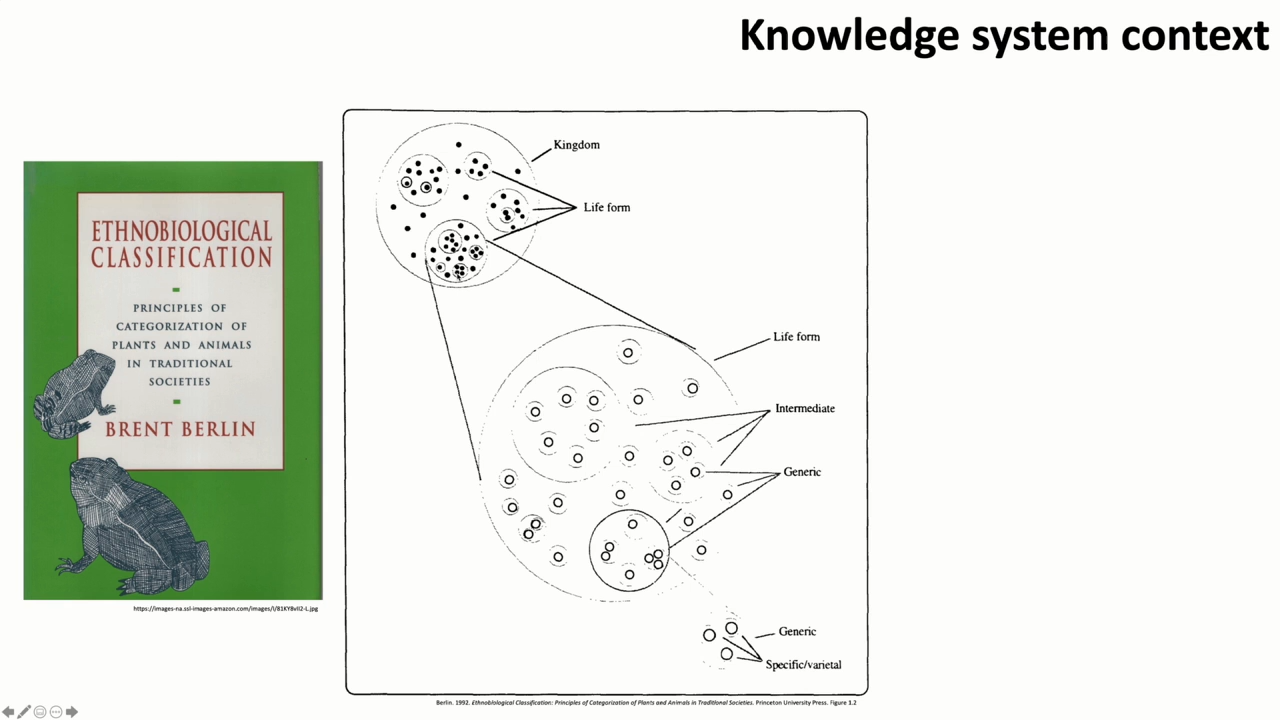 Knowledge system context
ETHNOBIOLOGICAL
CLASSIFICATION
PRINCIPLES OF
CATEGORIZATION OF
PLANTS AND ANIMALS
IN TRADITIONAL
SOCIETIES
BRENT BERLIN
https://images-na.ssl-images-amazon.com/images/I/81KYBvlI2-L.jpg
Kingdom
Life form
Life form
Intermediate
Generic
Generic
Specific/varietal
Berlin. 1992. Ethnobiological Classification: Principles of Categorization of Plants and Animals in Traditional Societies. Princeton University Press. Figure 1.2